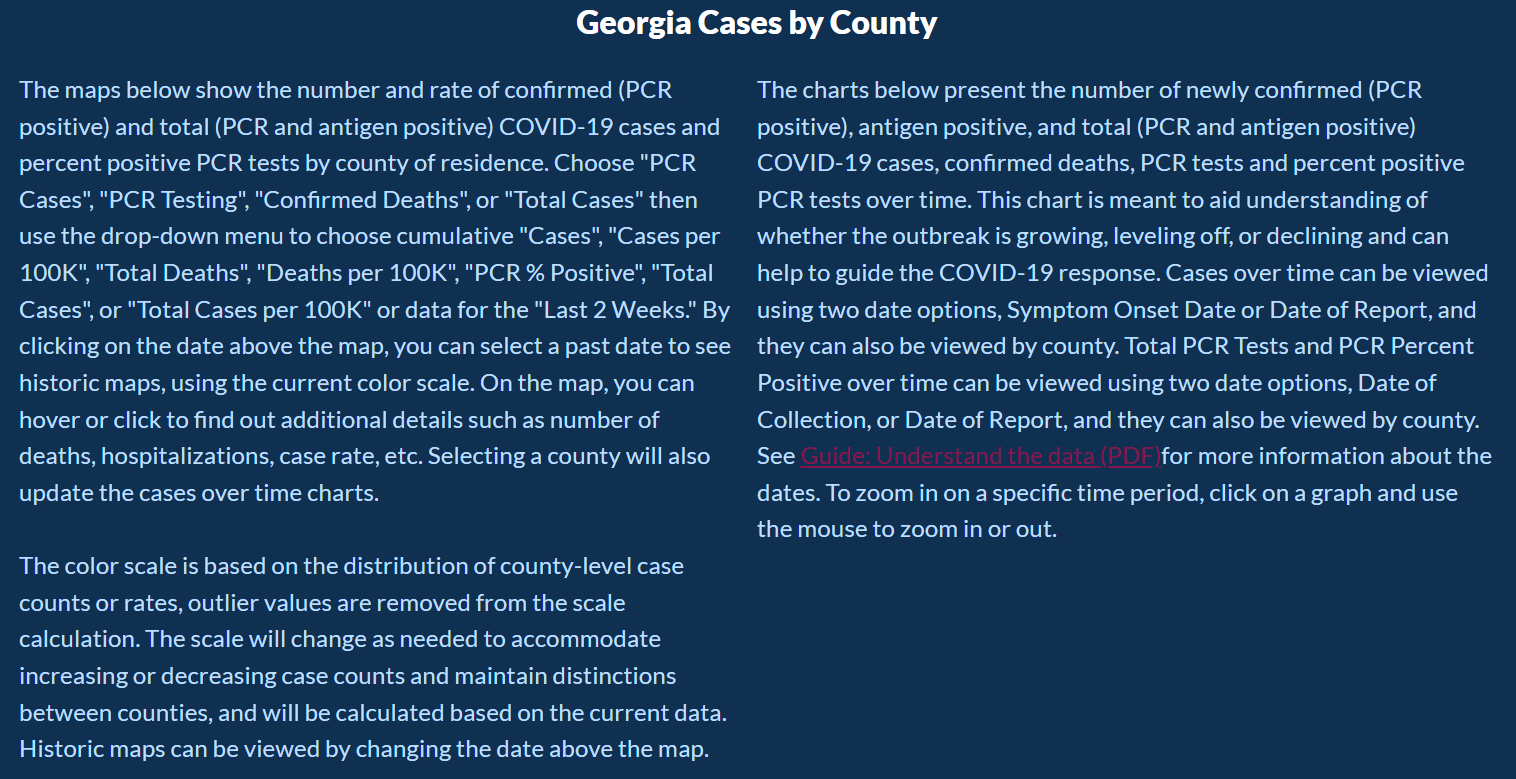 Georgia Cases by County
The maps below show the number and rate of confirmed (PCR
positive) and total (PCR and antigen positive) COVID-19 cases and
percent positive PCR tests by county of residence. Choose "PCR
Cases", "PCR Testing", "Confirmed Deaths", or "Total Cases" then
use the drop-down menu to choose cumulative "Cases", "Cases per
100K", "Total Deaths", "Deaths per 100K", "PCR % Positive", "Total
Cases", or "Total Cases per 100K" or data for the "Last 2 Weeks." By
clicking on the date above the map, you can select a past date to see
historic maps, using the current color scale. On the map, you can
hover or click to find out additional details such as number of
deaths, hospitalizations, case rate, etc. Selecting a county will also
update the cases over time charts.
The color scale is based on the distribution of county-level case
counts or rates, outlier values are removed from the scale
calculation. The scale will change as needed to accommodate
increasing or decreasing case counts and maintain distinctions
between counties, and will be calculated based on the current data.
Historic maps can be viewed by changing the date above the map.
The charts below present the number of newly confirmed (PCR
positive), antigen positive, and total (PCR and antigen positive)
COVID-19 cases, confirmed deaths, PCR tests and percent positive
PCR tests over time. This chart is meant to aid understanding of
whether the outbreak is growing, leveling off, or declining and can
help to guide the COVID-19 response. Cases over time can be viewed
using two date options, Symptom Onset Date or Date of Report, and
they can also be viewed by county. Total PCR Tests and PCR Percent
Positive over time can be viewed using two date options, Date of
Collection, or Date of Report, and they can also be viewed by county.
See Guide: Understand the data (PDF)for more information about the
dates. To zoom in on a specific time period, click on a graph and use
the mouse to zoom in or out.